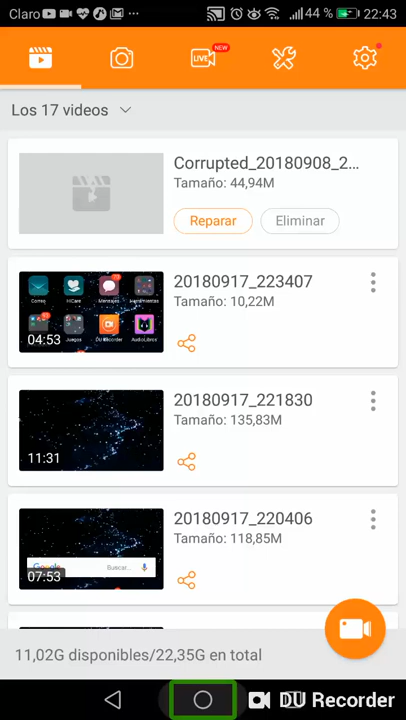 Claro ... 44 % 22:43
LIVE NEW
Los 17 videos
Corrupted_20180908_2...
Tamaño: 44,94M
Reparar Eliminar
Correo HiCare Mensajes Herramientas
Juegos DU Recorder AudioLibros
04:53
20180917_223407
Tamaño: 10,22M
11:31
20180917_221830
Tamaño: 135,83M
Google Buscar...
07:53
20180917_220406
Tamaño: 118,85M
11,02G disponibles/22,35G en total
DU Recorder